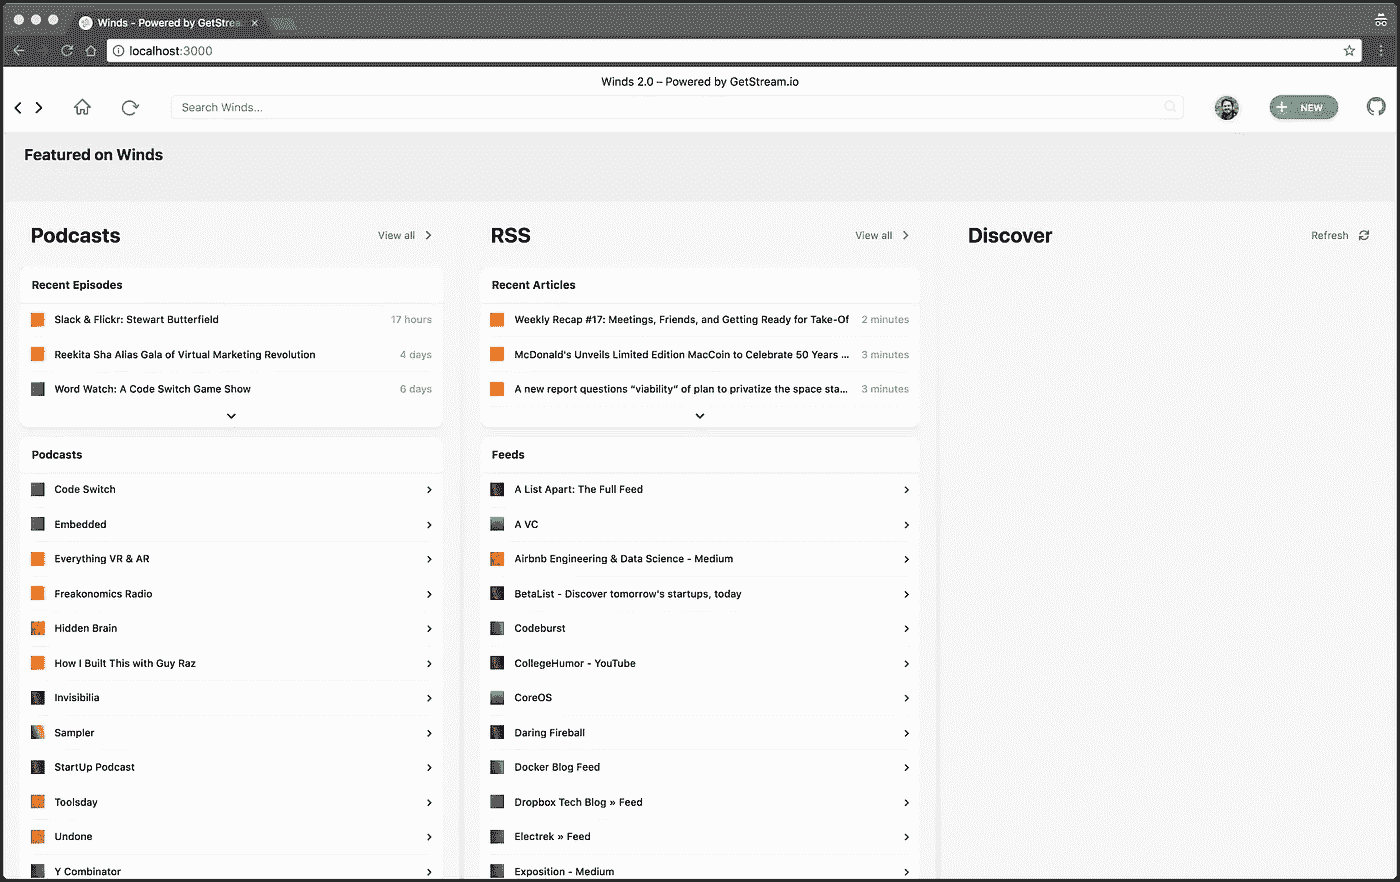 Winds - Powered by GetStrea
localhost:3000
Winds 2.0 – Powered by GetStream.io
Search Winds...
NEW
Featured on Winds
Podcasts
View all
Recent Episodes
Slack & Flickr: Stewart Butterfield 17 hours
Reekita Sha Alias Gala of Virtual Marketing Revolution 4 days
Word Watch: A Code Switch Game Show 6 days
Podcasts
Code Switch
Embedded
Everything VR & AR
Freakonomics Radio
Hidden Brain
How I Built This with Guy Raz
Invisibilia
Sampler
StartUp Podcast
Toolsday
Undone
Y Combinator
RSS
View all
Recent Articles
Weekly Recap #17: Meetings, Friends, and Getting Ready for Take-Of 2 minutes
McDonald's Unveils Limited Edition MacCoin to Celebrate 50 Years ... 3 minutes
A new report questions “viability” of plan to privatize the space sta... 3 minutes
Feeds
A List Apart: The Full Feed
A VC
Airbnb Engineering & Data Science - Medium
BetaList - Discover tomorrow's startups, today
Codeburst
CollegeHumor - YouTube
CoreOS
Daring Fireball
Docker Blog Feed
Dropbox Tech Blog » Feed
Electrek » Feed
Exposition - Medium
Discover
Refresh